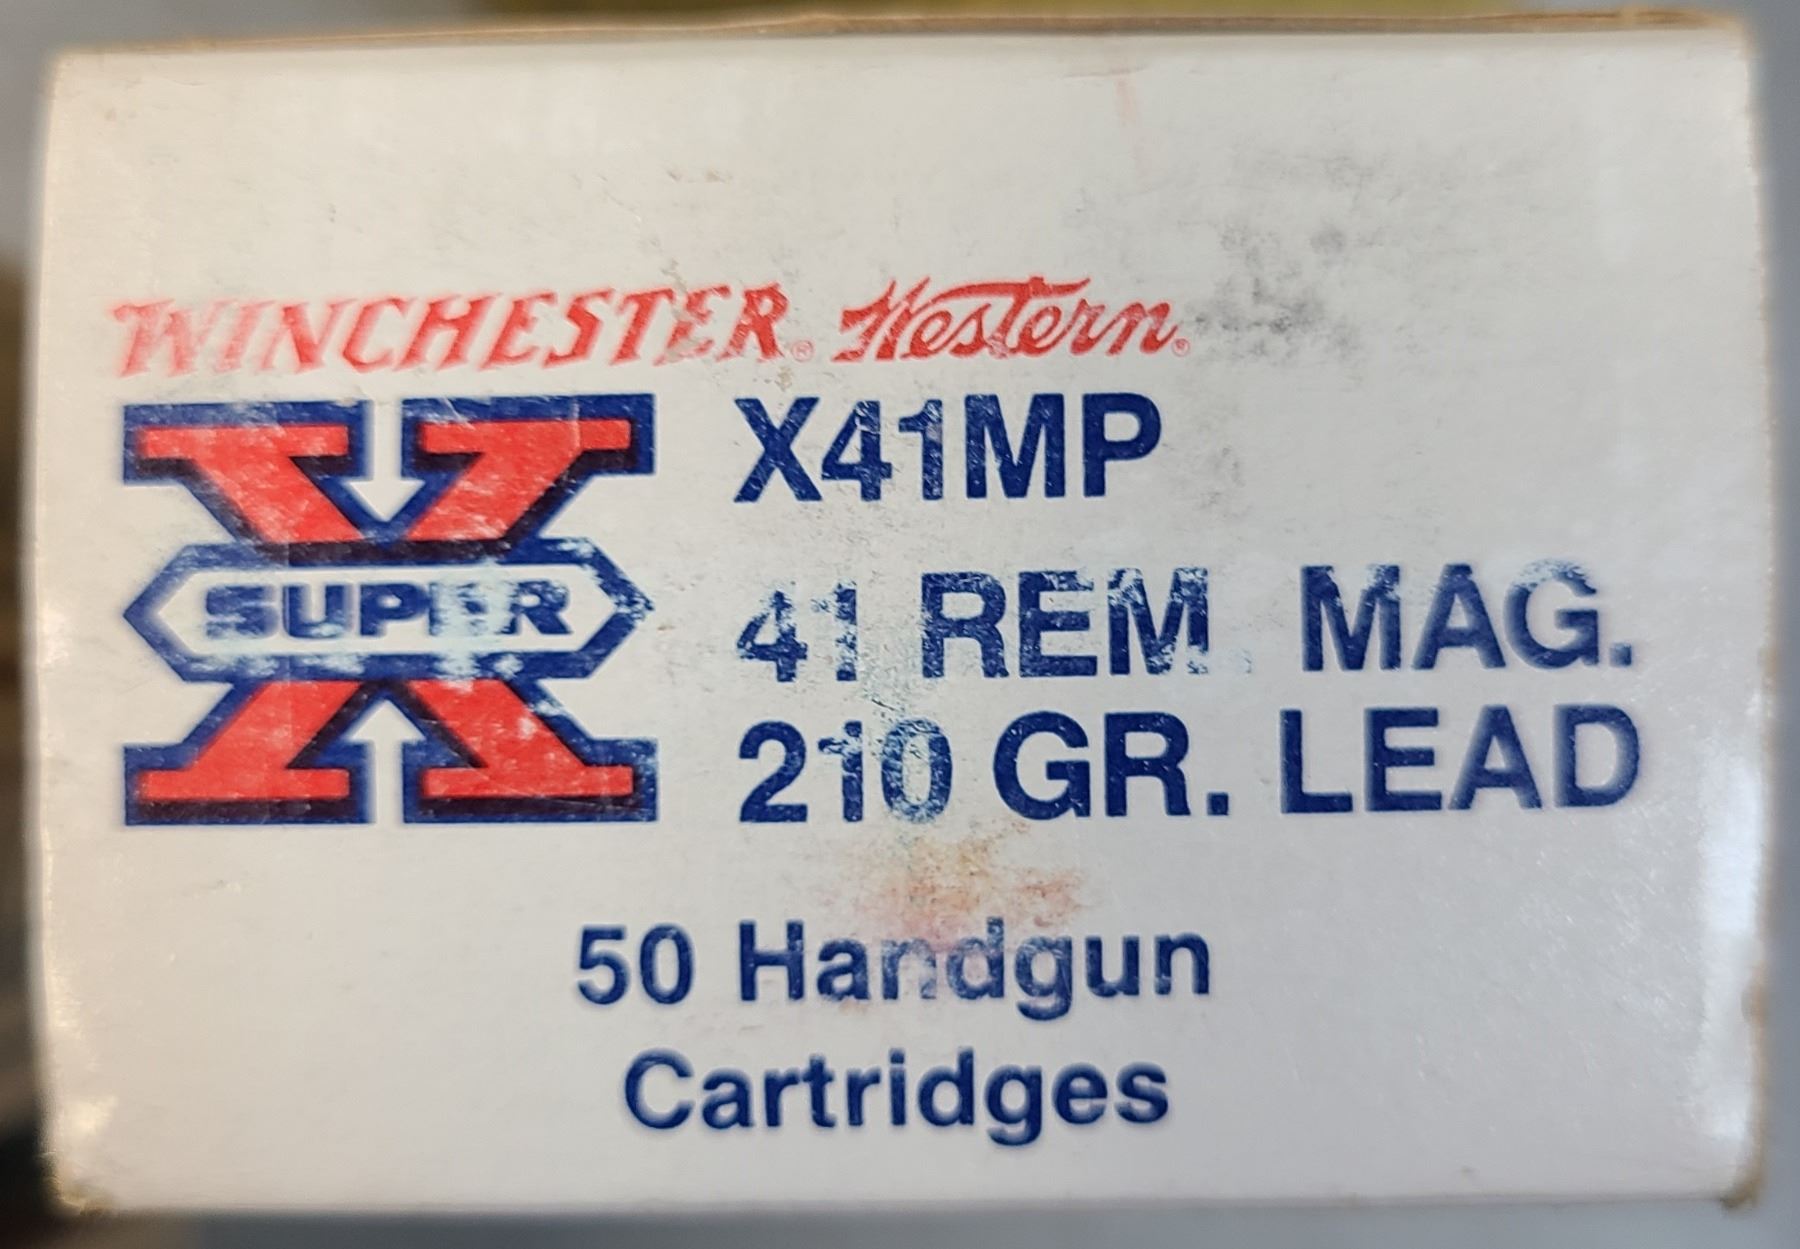 WINCHESTER® Western®
X SUPER
X41MP
41 REM. MAG.
210 GR. LEAD
50 Handgun
Cartridges